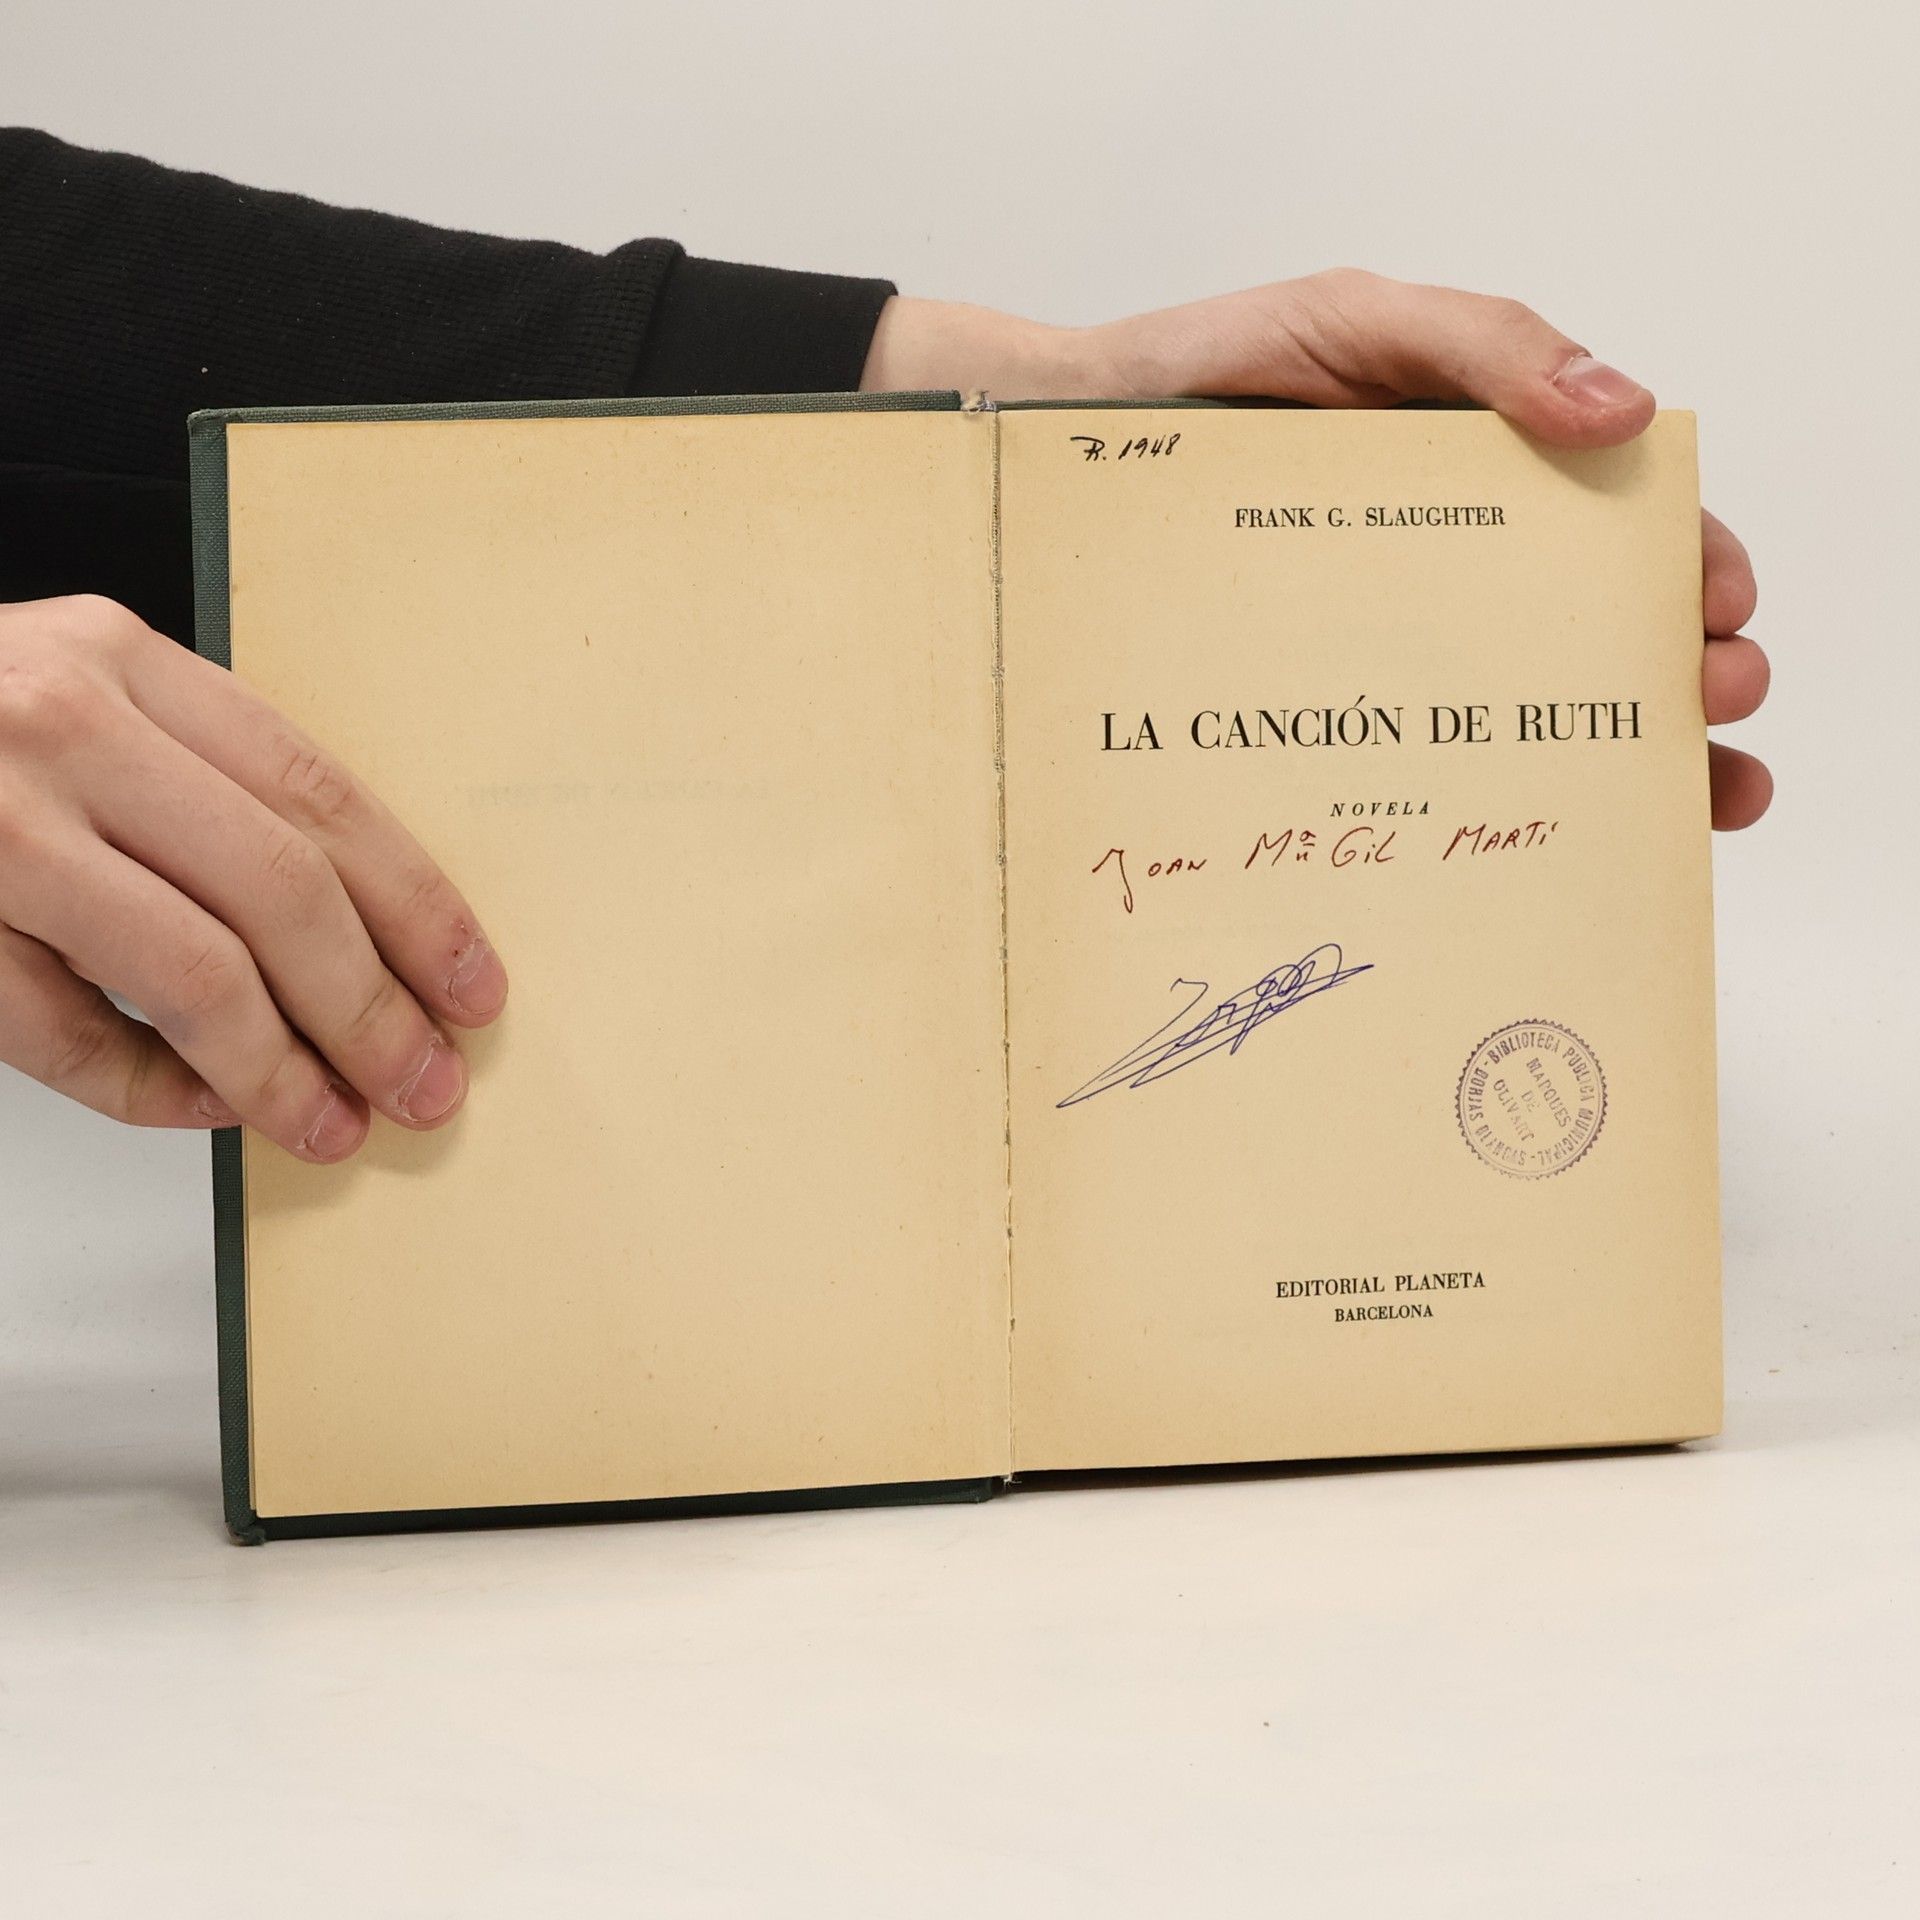 R. 1948
FRANK G. SLAUGHTER
LA CANCIÓN DE RUTH
NOVELA
JOAN Mª GIL MARTÍ
BIBLIOTECA PUBLICA MUNICIPAL - BORJAS
MARQUES
DE
OLIVART
EDITORIAL PLANETA
BARCELONA